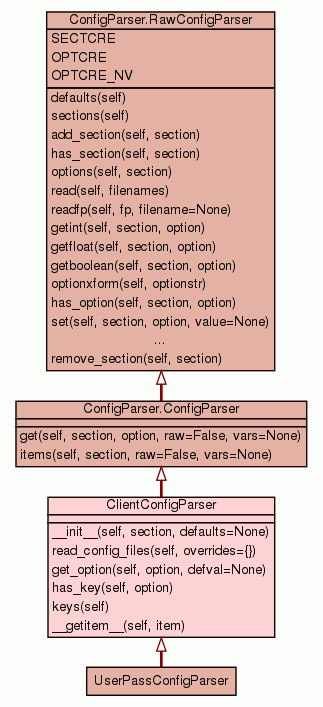 ConfigParser.RawConfigParser
SECTCRE
OPTCRE
OPTCRE_NV
defaults(self)
sections(self)
add_section(self, section)
has_section(self, section)
options(self, section)
read(self, filenames)
readfp(self, fp, filename=None)
getint(self, section, option)
getfloat(self, section, option)
getboolean(self, section, option)
optionxform(self, optionstr)
has_option(self, section, option)
set(self, section, option, value=None)
...
remove_section(self, section)
ConfigParser.ConfigParser
get(self, section, option, raw=False, vars=None)
items(self, section, raw=False, vars=None)
ClientConfigParser
__init__(self, section, defaults=None)
read_config_files(self, overrides={})
get_option(self, option, defval=None)
has_key(self, option)
keys(self)
__getitem__(self, item)
UserPassConfigParser